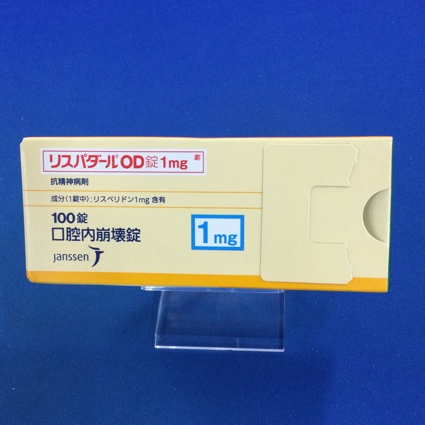 リスパダール®OD錠1mg 劇
抗精神病剤
成分(1錠中):リスペリドン1mg 含有
100錠
口腔内崩壊錠
1mg
janssen